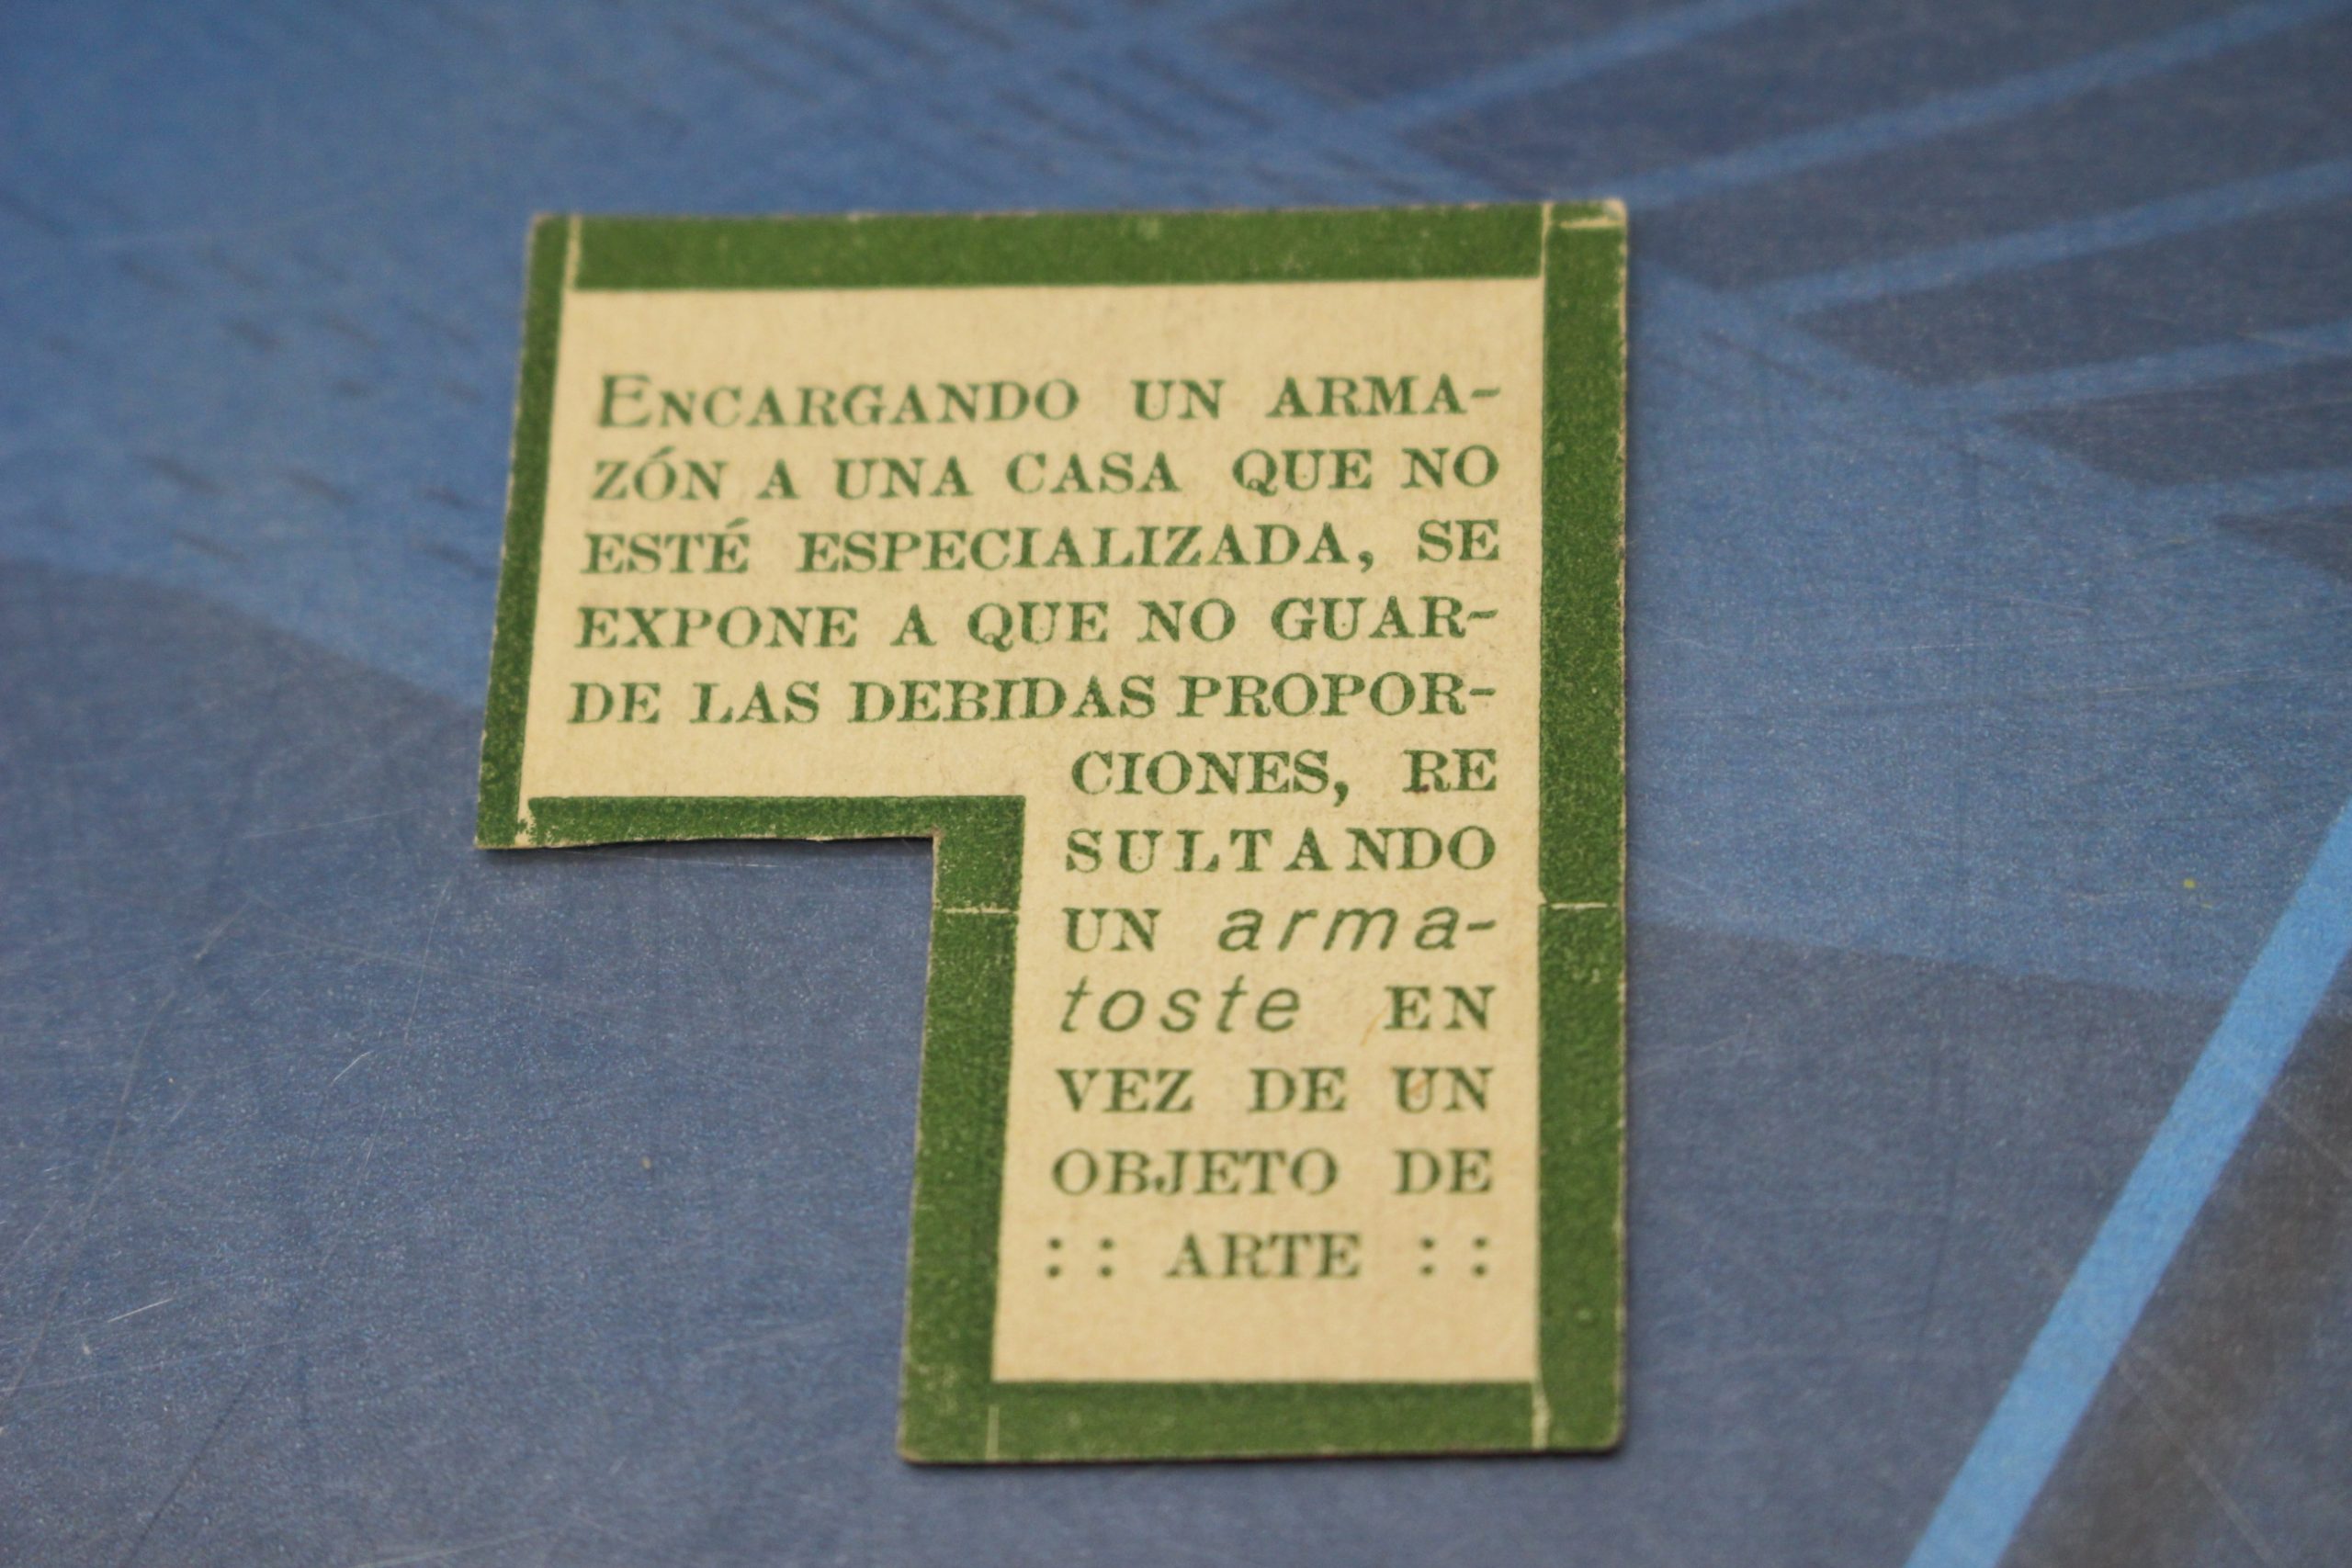 ENCARGANDO UN ARMA-
ZÓN A UNA CASA QUE NO
ESTÉ ESPECIALIZADA, SE
EXPONE A QUE NO GUAR-
DE LAS DEBIDAS PROPOR-
CIONES, RE
SULTANDO
UN arma-
toste EN
VEZ DE UN
OBJETO DE
:: ARTE ::